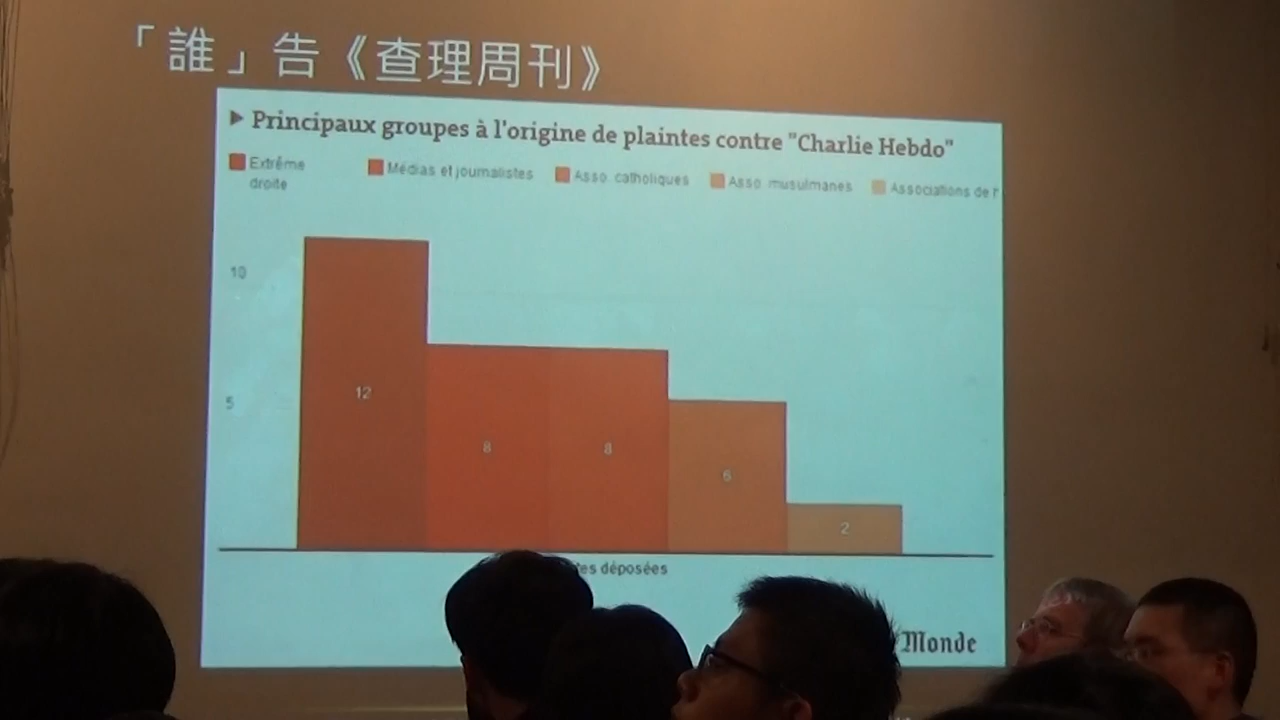 「誰」告《查理周刊》
Principaux groupes à l'origine de plaintes contre "Charlie Hebdo"
Extrême droite
Médias et journalistes
Asso. catholiques
Asso. musulmanes
Associations de l'
10
5
12
8
8
6
2
tes déposées
Monde